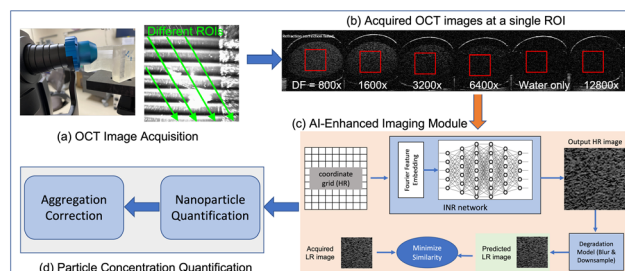 Different ROIs
(a) OCT Image Acquisition
(b) Acquired OCT images at a single ROI
DF = 800x
1600x
3200x
6400x
Water only
12800x
(c) AI-Enhanced Imaging Module
coordinate
grid (HR)
Fourier Feature
Embedding
INR network
Output HR image
Degradation
Model (Blur &
Downsample)
Predicted
LR image
Minimize
Similarity
Acquired
LR image
Nanoparticle
Quantification
Aggregation
Correction
(d) Particle Concentration Quantification